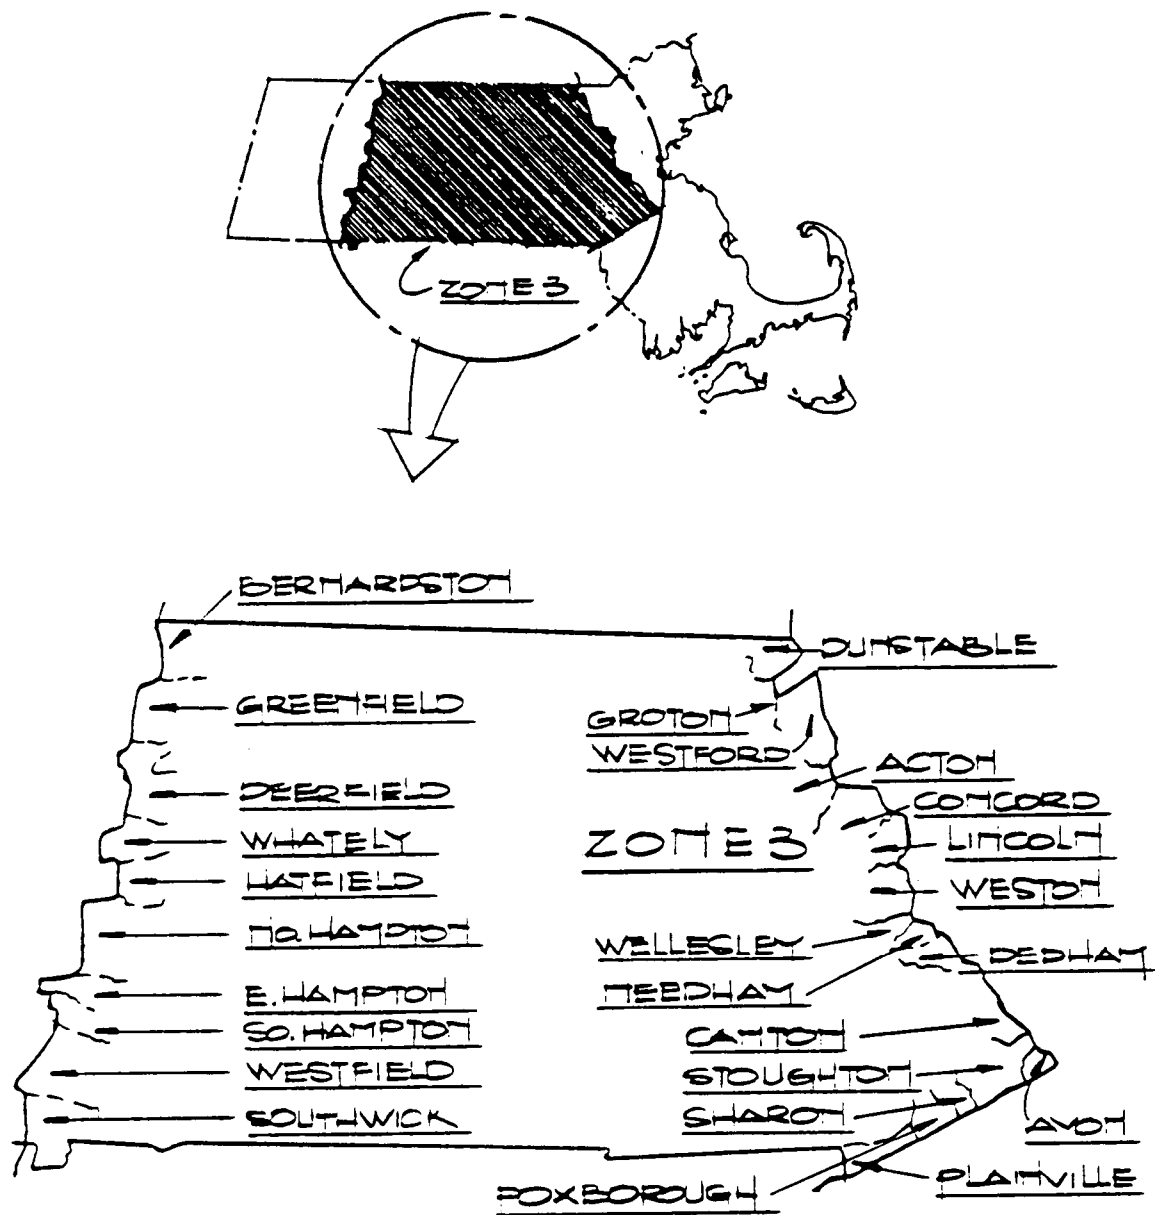 ZONE 3
BERNARDSTON
DUNSTABLE
GREENFIELD
GROTON
WESTFORD
ACTON
DEERFIELD
CONCORD
WHATELY
ZONE 3
LINCOLN
HATFIELD
WESTON
NO. HAMPTON
WELLESLEY
DEDHAM
E. HAMPTON
NEEDHAM
SO. HAMPTON
CANTON
WESTFIELD
STOUGHTON
SOUTHWICK
SHARON
AVON
PLAINVILLE
FOXBOROUGH